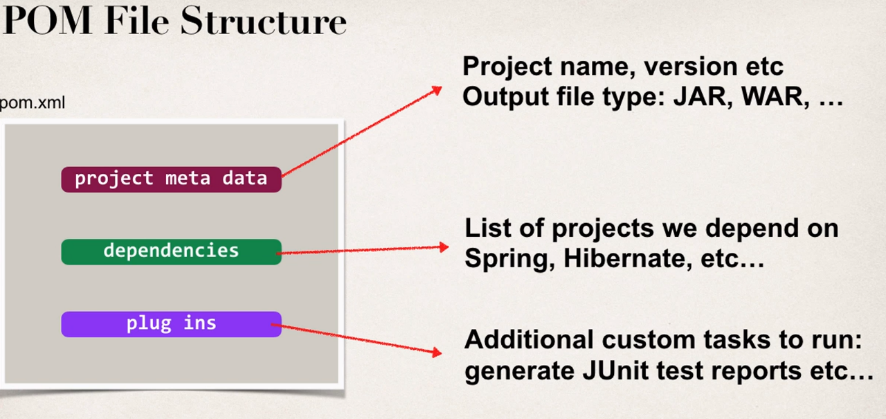 POM File Structure
pom.xml
project meta data
Project name, version etc
Output file type: JAR, WAR, …
dependencies
List of projects we depend on
Spring, Hibernate, etc…
plug ins
Additional custom tasks to run:
generate JUnit test reports etc…